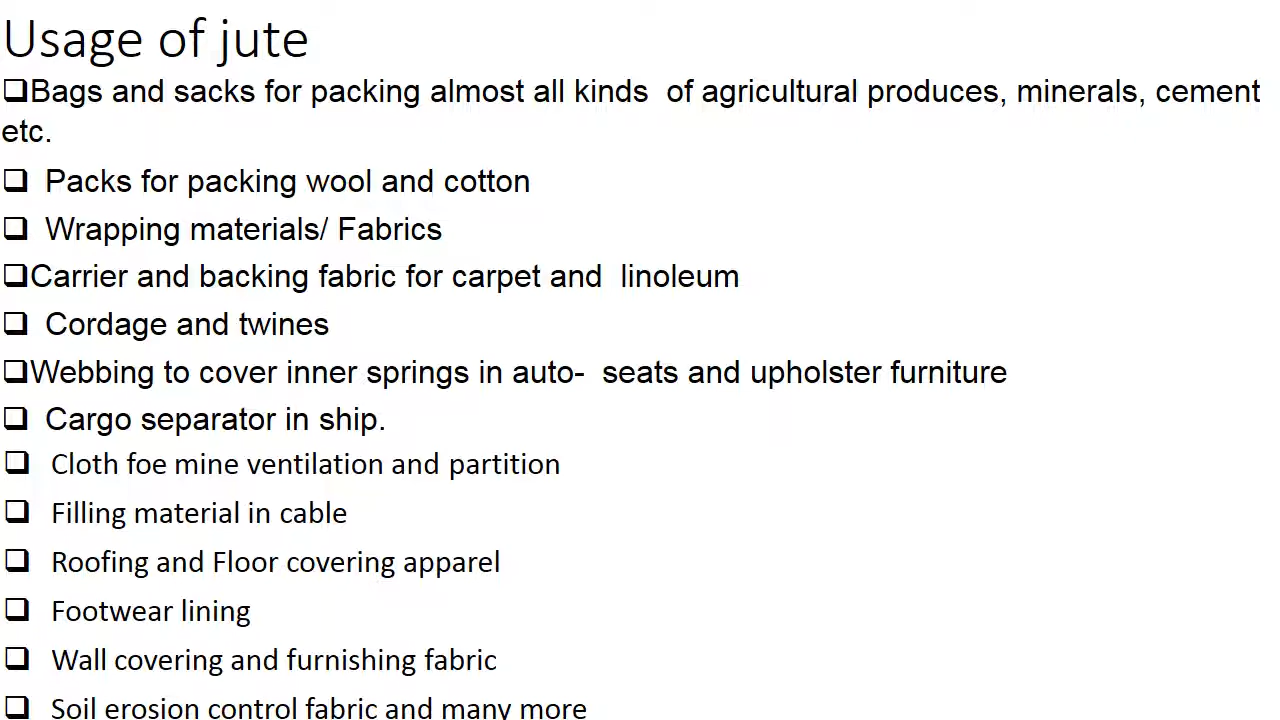 Usage of jute
❑Bags and sacks for packing almost all kinds  of agricultural produces, minerals, cement
etc.
❑ Packs for packing wool and cotton
❑ Wrapping materials/ Fabrics
❑Carrier and backing fabric for carpet and  linoleum
❑ Cordage and twines
❑Webbing to cover inner springs in auto-  seats and upholster furniture
❑ Cargo separator in ship.
❑ Cloth foe mine ventilation and partition
❑ Filling material in cable
❑ Roofing and Floor covering apparel
❑ Footwear lining
❑ Wall covering and furnishing fabric
❑ Soil erosion control fabric and many more